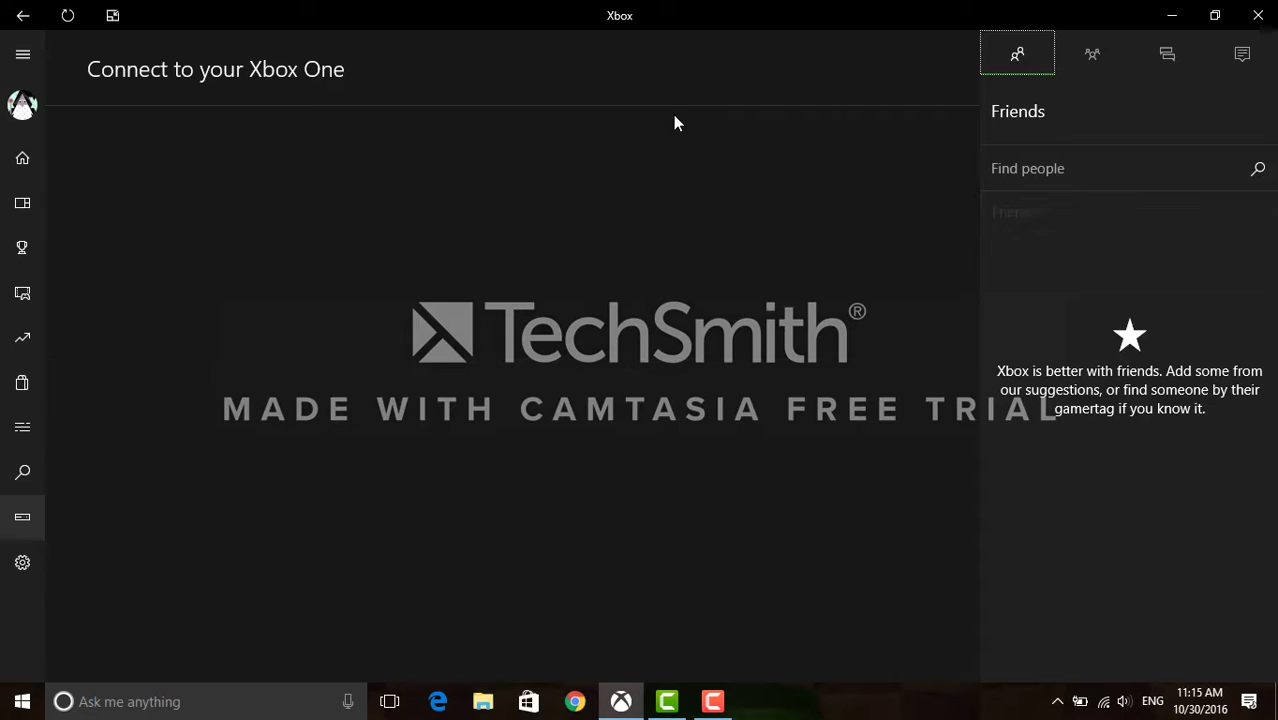 Xbox
Connect to your Xbox One
Friends
Find people
TechSmith®
MADE WITH CAMTASIA FREE TRIAL
Xbox is better with friends. Add some from
our suggestions, or find someone by their
gamertag if you know it.
Ask me anything
ENG
11:15 AM
10/30/2016